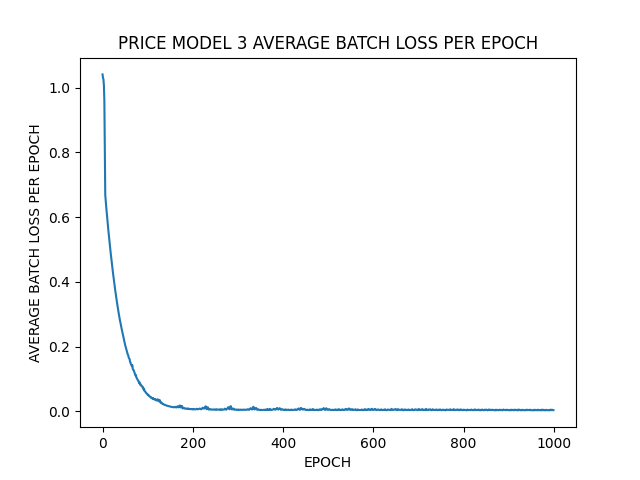 PRICE MODEL 3 AVERAGE BATCH LOSS PER EPOCH
AVERAGE BATCH LOSS PER EPOCH
1.0
0.8
0.6
0.4
0.2
0.0
0 200 400 600 800 1000
EPOCH